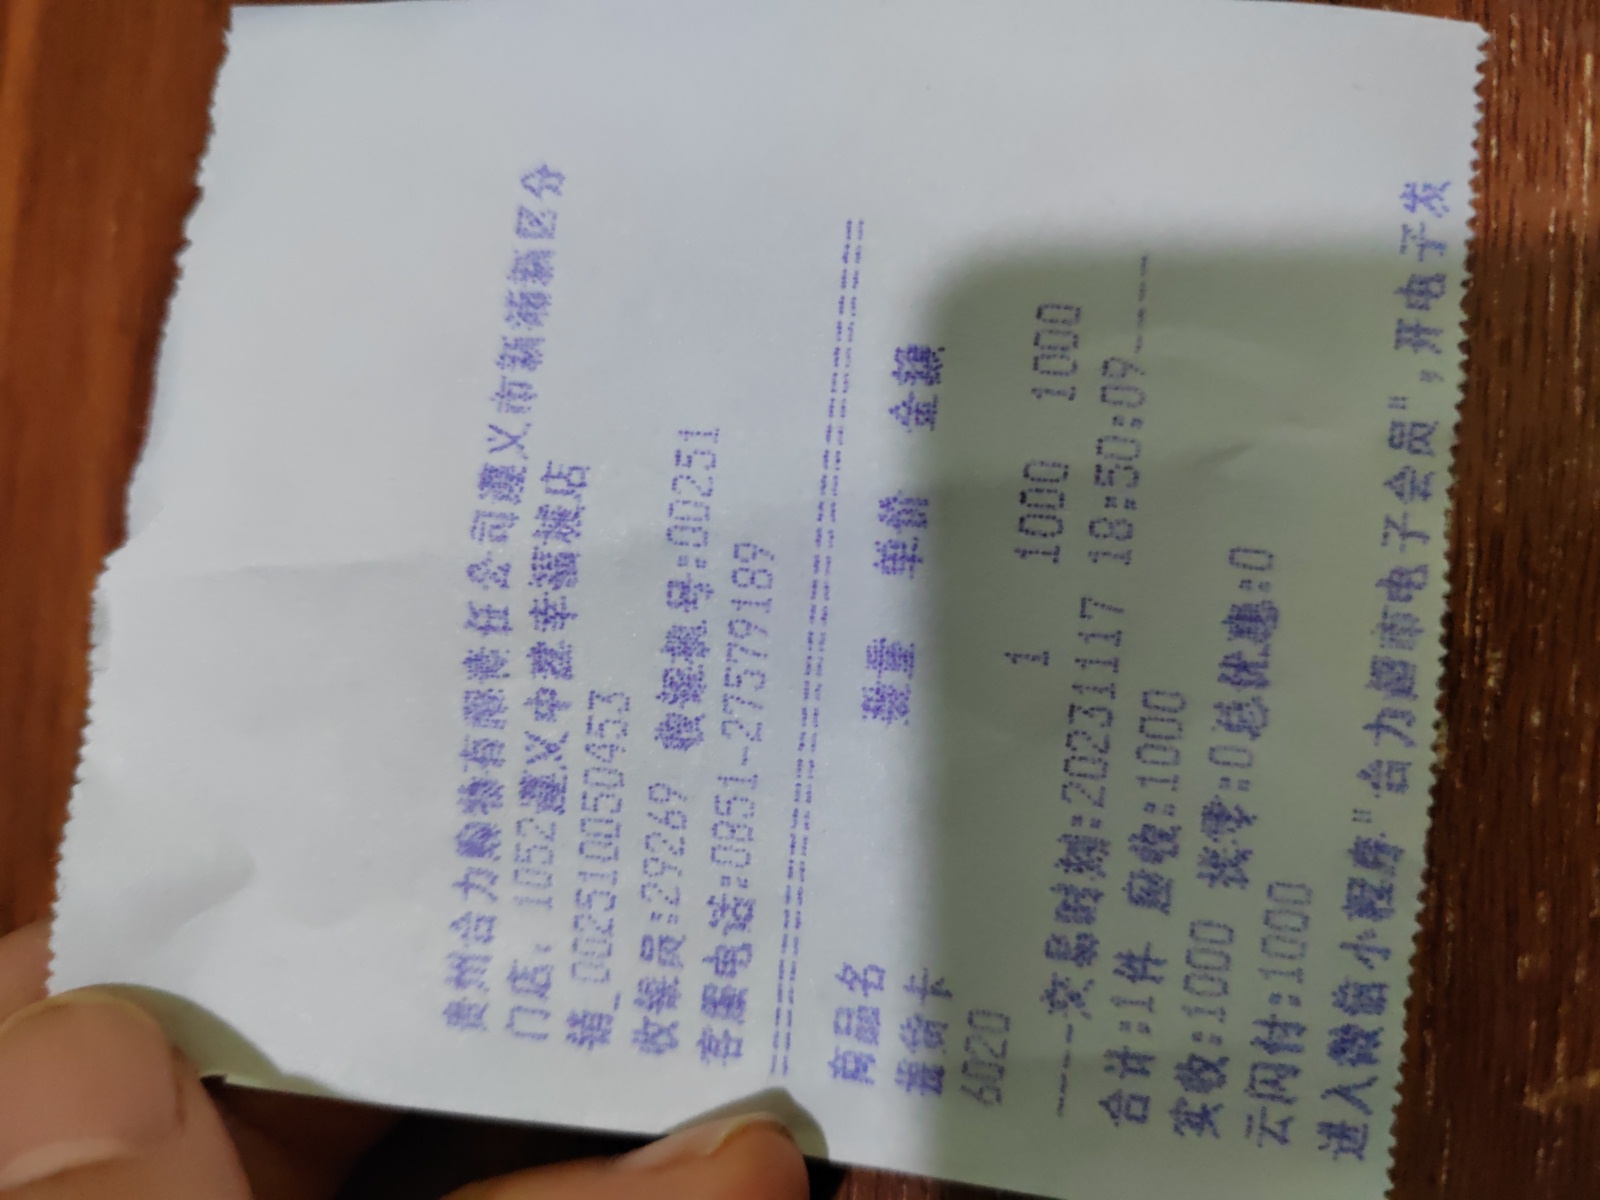 贵州合力购物有限责任公司遵义市新蒲新区分
门店: 1052遵义中建幸福城店
销_00251005 0453
收银员:29269 收银机号:00251
客服电话:0851-27579189
================================
商品名 数量 单价 金额
提货卡
6020 1 1000 1000
----交易时刻:20231117 18:50:09----
合计:1件 应收:1000
实收:1000 找零:0总优惠:0
云闪付:1000
进入微信小程序"合力超市电子会员",开电子发